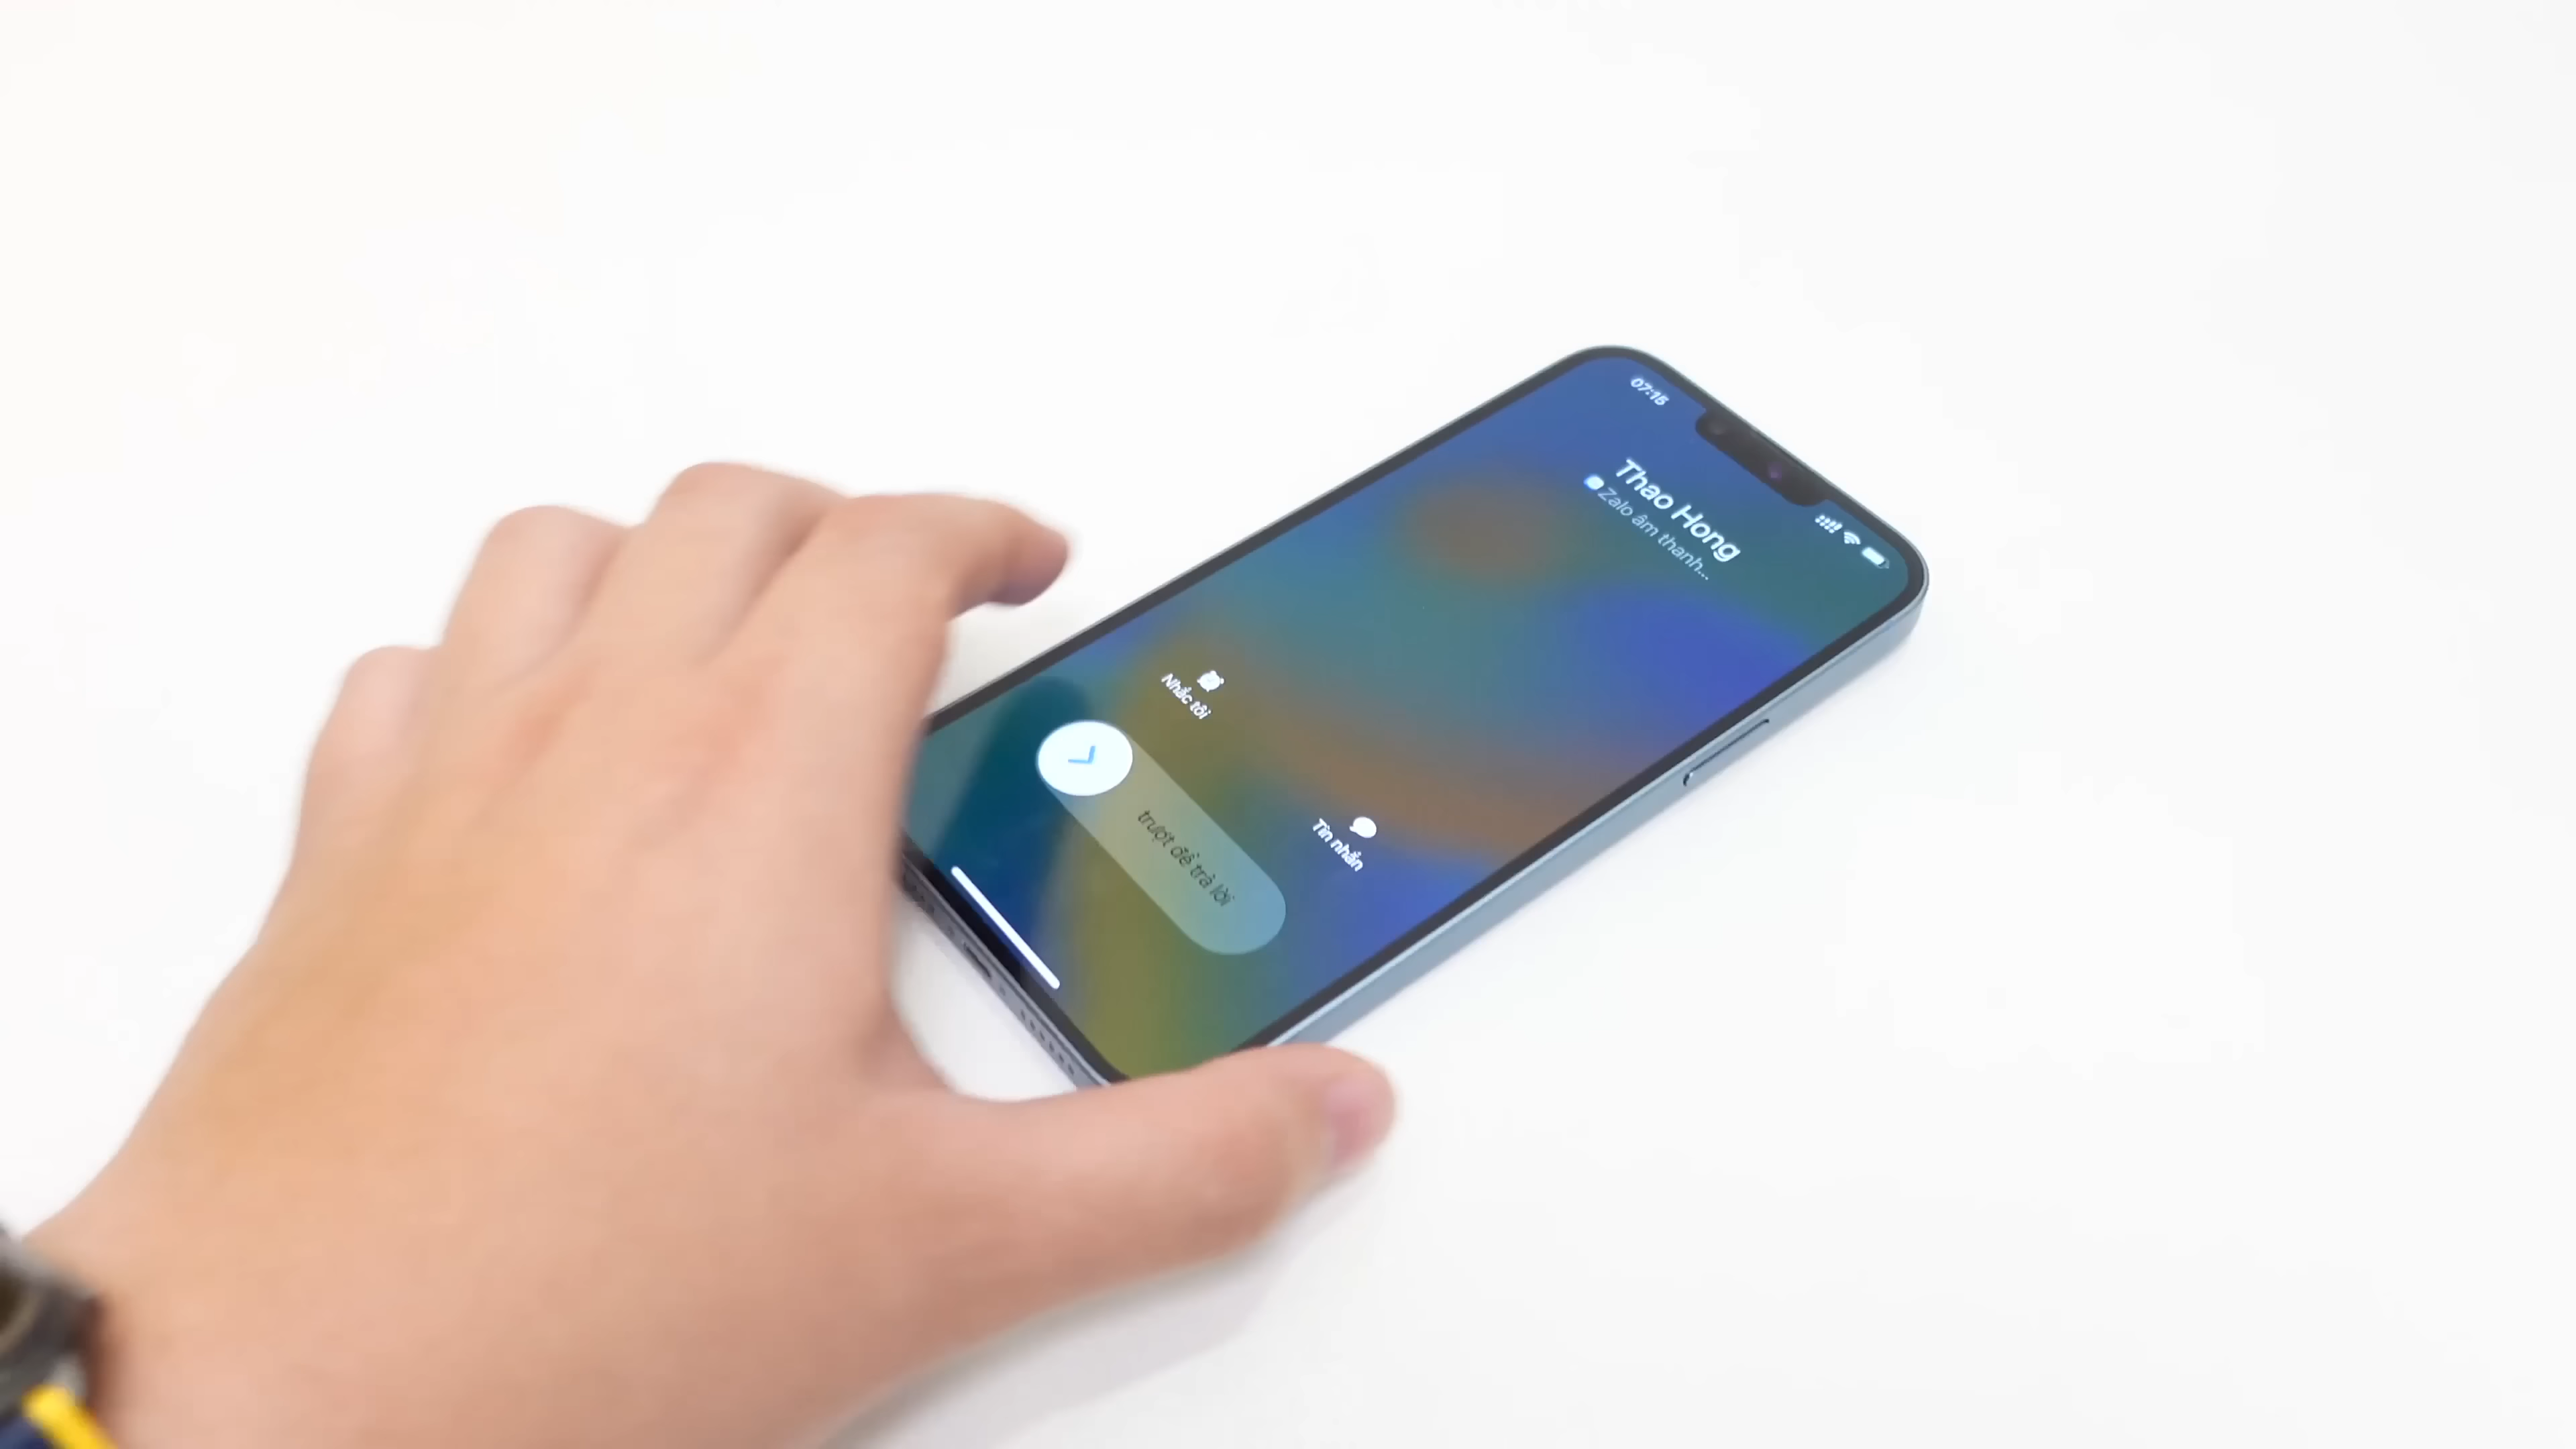 07:15
Thao Hong
Zalo âm thanh...
Nhắc tôi
Tin nhắn
trượt để trả lời